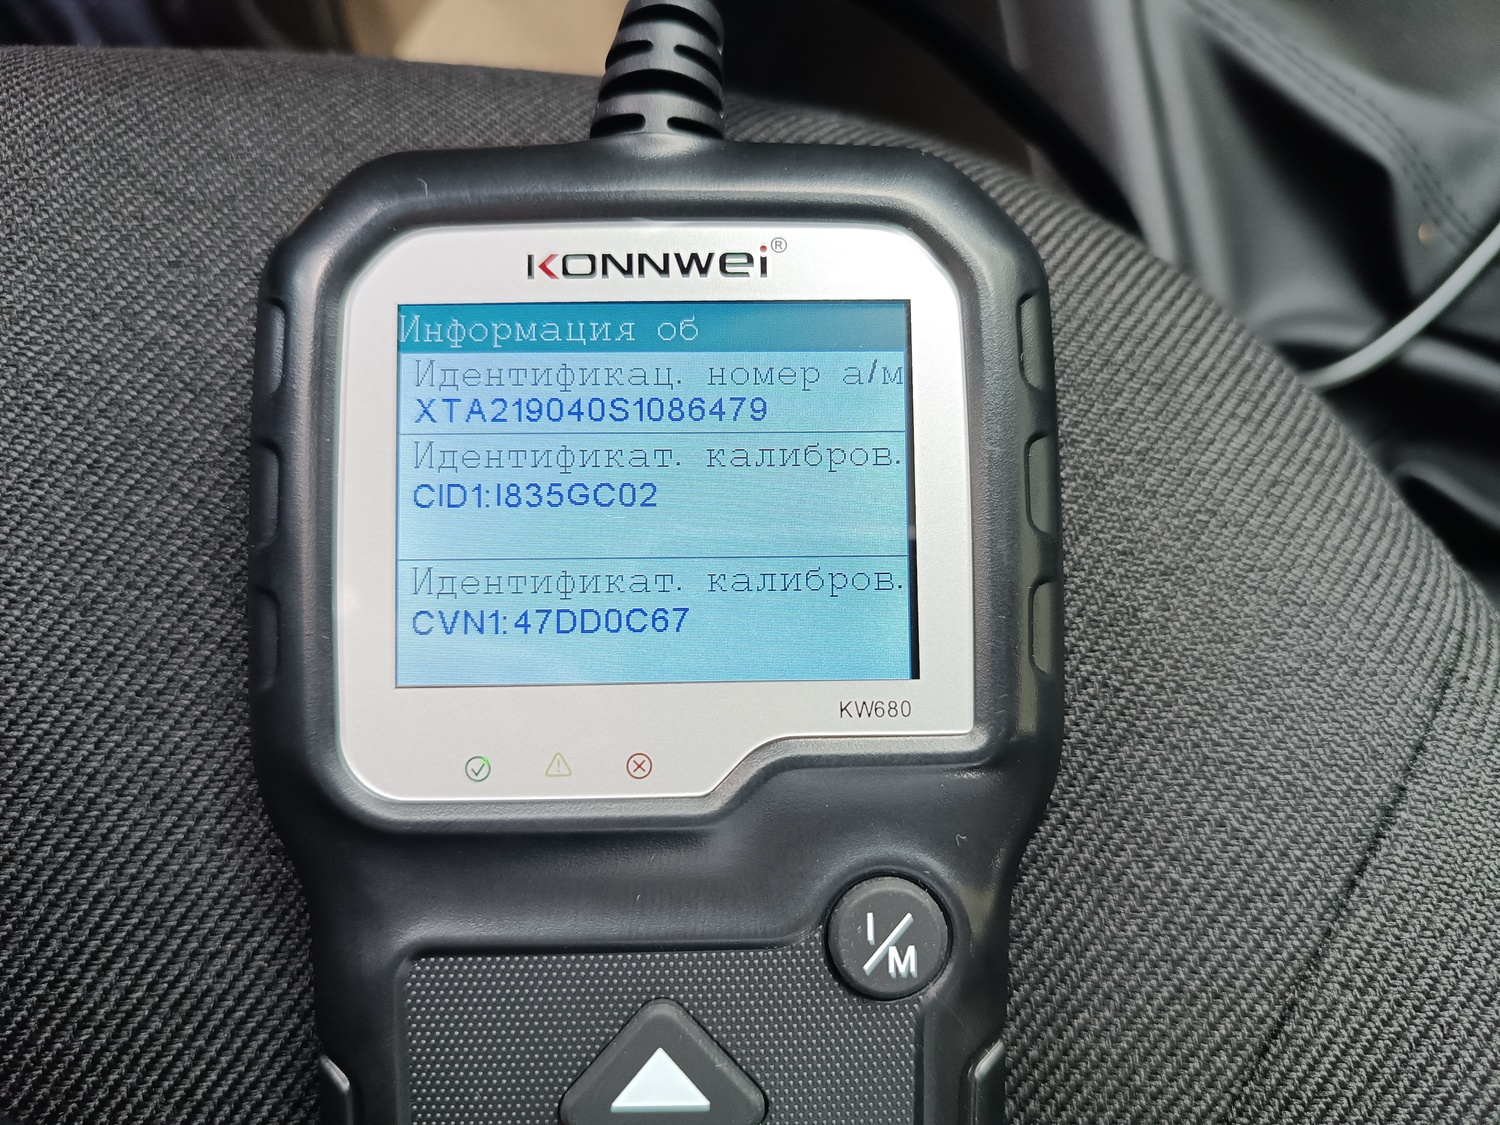 KONNWEI®
Информация об
Идентификац. номер а/м
XTA219040S1086479
Идентификат. калибров.
CID1:I835GC02
Идентификат. калибров.
CVN1:47DD0C67
KW680
I/M